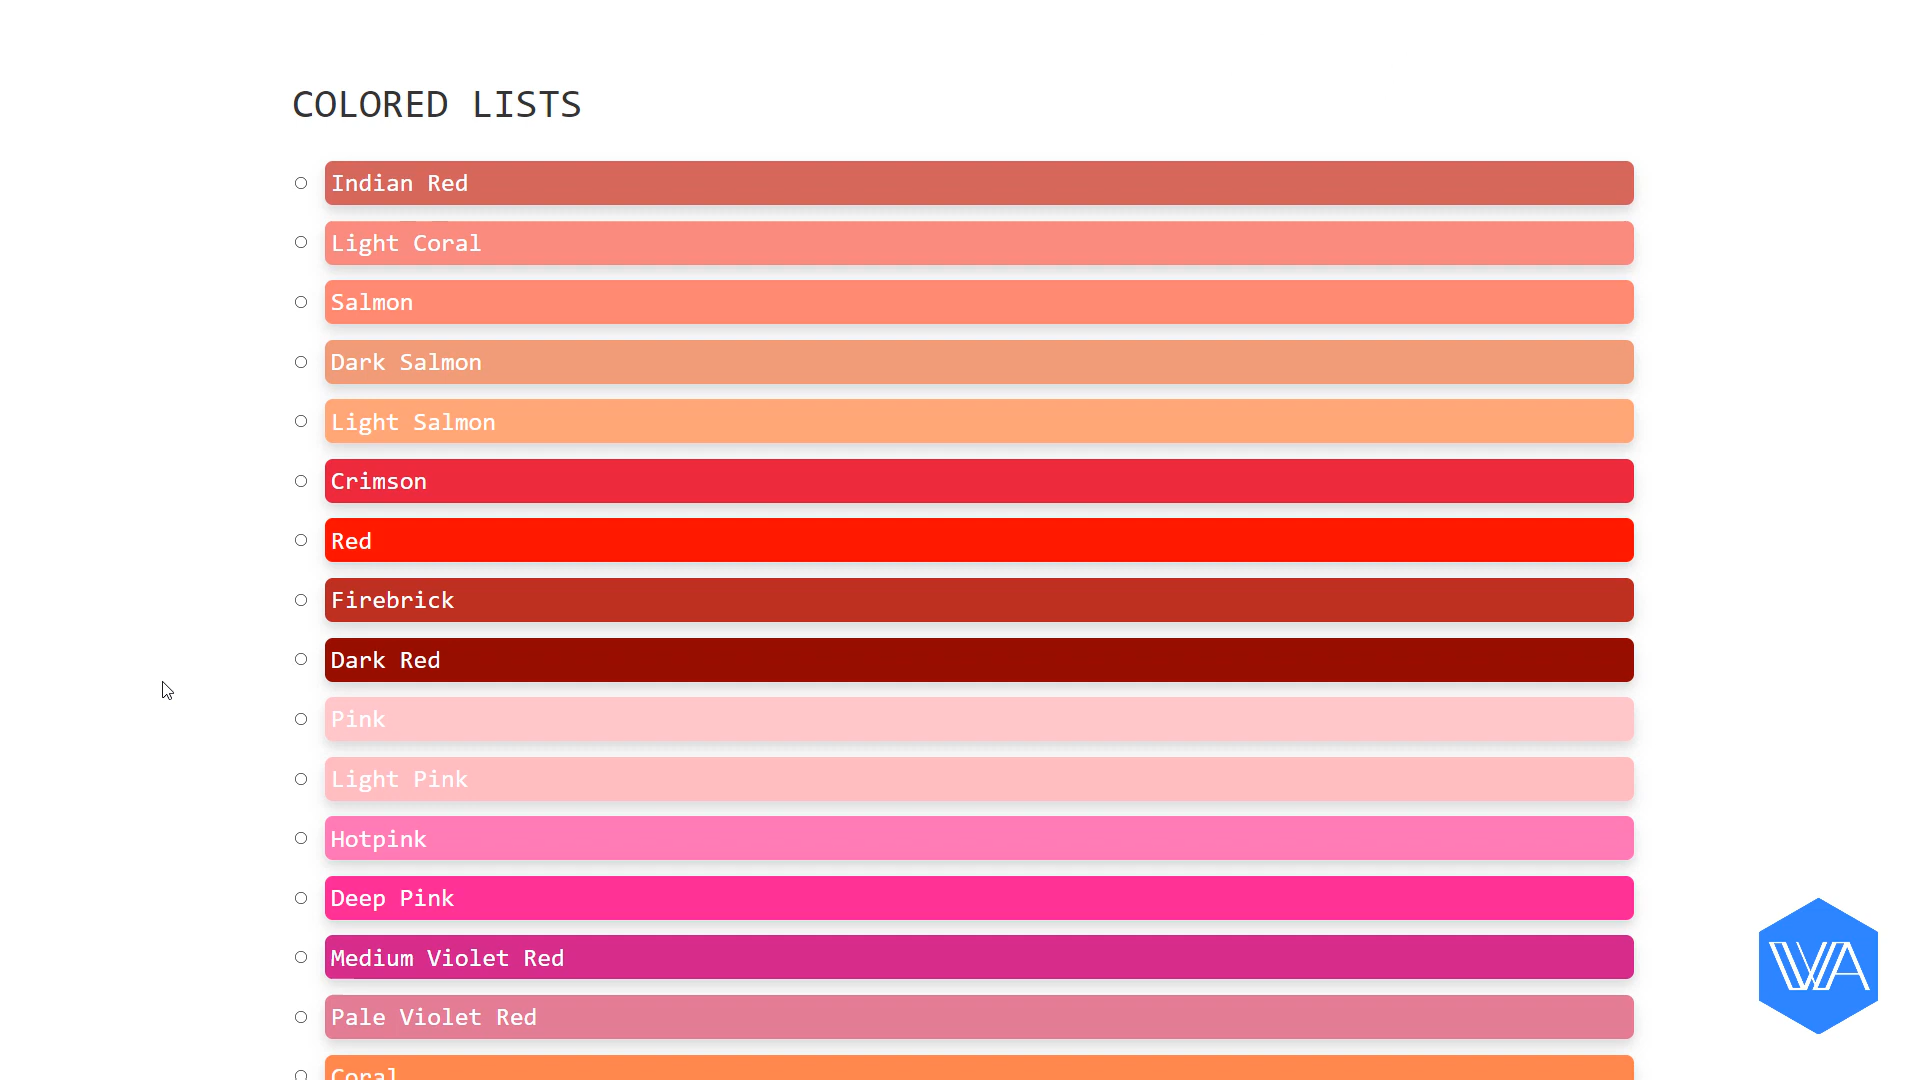 COLORED LISTS
Indian Red
Light Coral
Salmon
Dark Salmon
Light Salmon
Crimson
Red
Firebrick
Dark Red
Pink
Light Pink
Hotpink
Deep Pink
Medium Violet Red
Pale Violet Red
Coral
WA